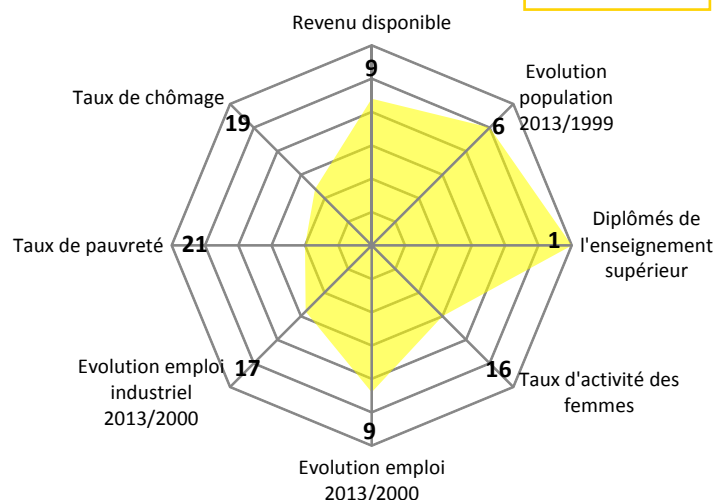 Revenu disponible
9
Evolution
population
2013/1999
6
Taux de chômage
19
Diplômés de
l'enseignement
supérieur
1
Taux de pauvreté
21
Taux d'activité des
femmes
16
Evolution emploi
industriel
2013/2000
17
9
Evolution emploi
2013/2000